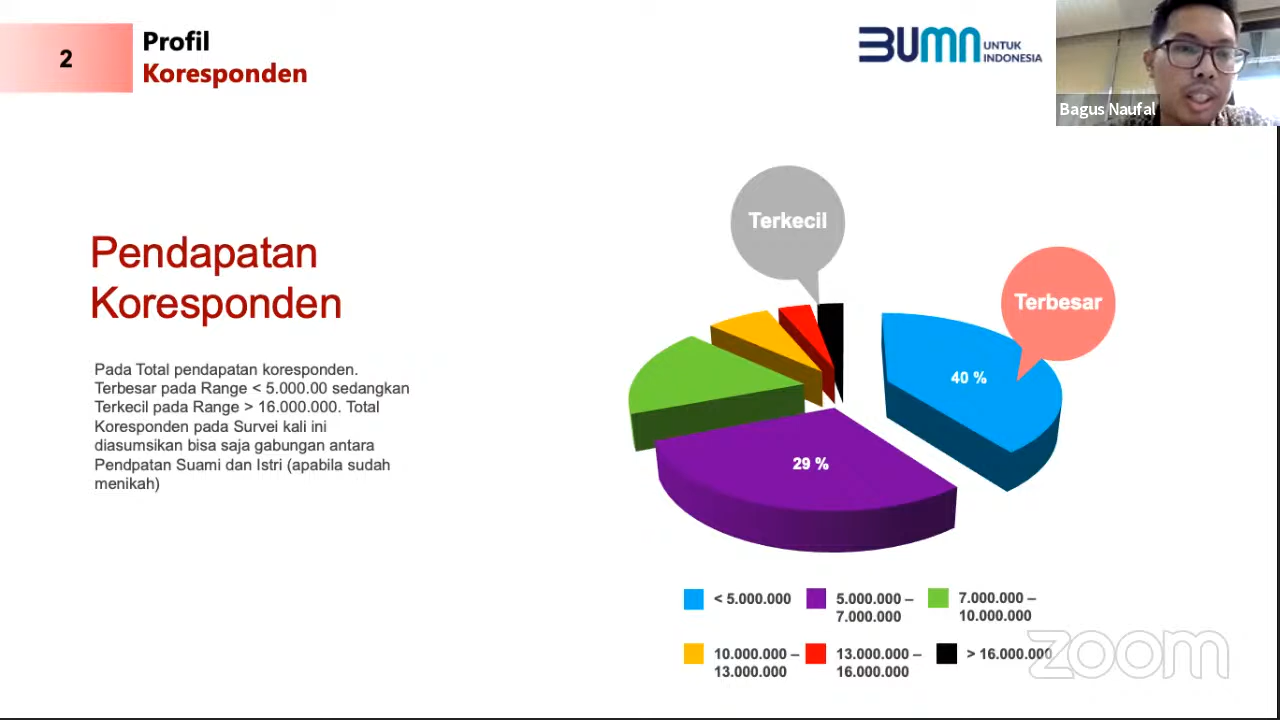 2
Profil
Koresponden
BUMN
UNTUK
INDONESIA
Bagus Naufal
Pendapatan
Koresponden
Pada Total pendapatan koresponden.
Terbesar pada Range < 5.000.00 sedangkan
Terkecil pada Range > 16.000.000. Total
Koresponden pada Survei kali ini
diasumsikan bisa saja gabungan antara
Pendpatan Suami dan Istri (apabila sudah
menikah)
Terkecil
Terbesar
40 %
29 %
< 5.000.000
5.000.000 –
7.000.000
7.000.000 –
10.000.000
10.000.000 –
13.000.000
13.000.000 –
16.000.000
> 16.000.000
zoom